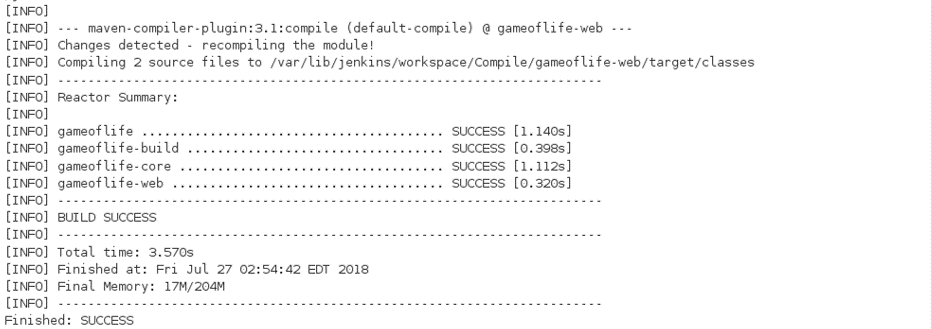 [INFO]
[INFO] --- maven-compiler-plugin:3.1:compile (default-compile) @ gameoflife-web ---
[INFO] Changes detected - recompiling the module!
[INFO] Compiling 2 source files to /var/lib/jenkins/workspace/Compile/gameoflife-web/target/classes
[INFO] ------------------------------------------------------------------------
[INFO] Reactor Summary:
[INFO]
[INFO] gameoflife ........................................ SUCCESS [1.140s]
[INFO] gameoflife-build .................................. SUCCESS [0.398s]
[INFO] gameoflife-core ................................... SUCCESS [1.112s]
[INFO] gameoflife-web .................................... SUCCESS [0.320s]
[INFO] ------------------------------------------------------------------------
[INFO] BUILD SUCCESS
[INFO] ------------------------------------------------------------------------
[INFO] Total time: 3.570s
[INFO] Finished at: Fri Jul 27 02:54:42 EDT 2018
[INFO] Final Memory: 17M/204M
[INFO] ------------------------------------------------------------------------
Finished: SUCCESS